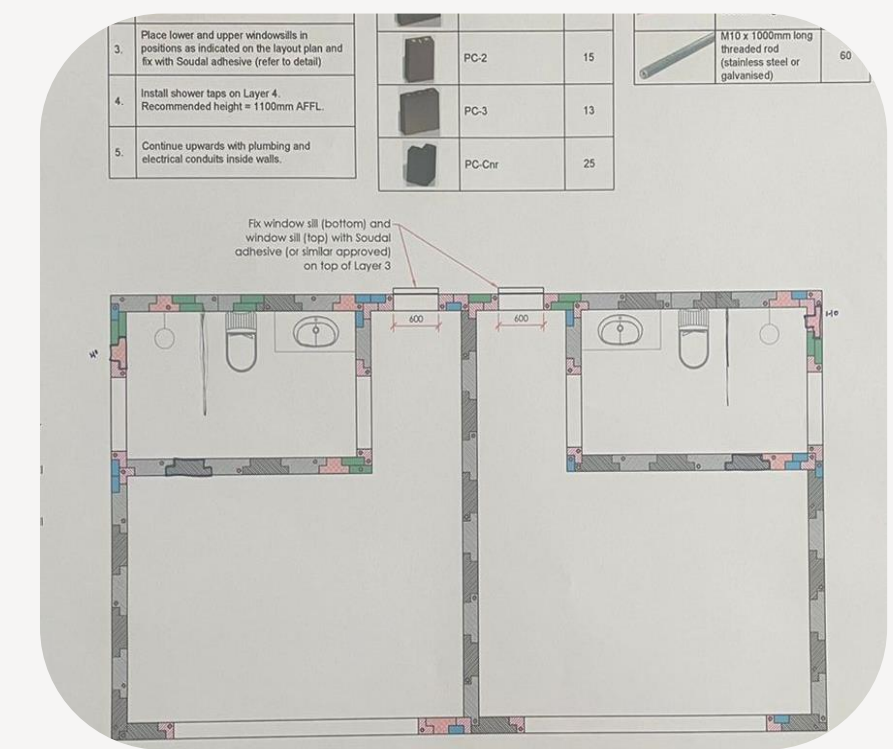 3.
Place lower and upper windowsills in
positions as indicated on the layout plan and
fix with Soudal adhesive (refer to detail)
4.
Install shower taps on Layer 4.
Recommended height = 1100mm AFFL.
5.
Continue upwards with plumbing and
electrical conduits inside walls.
PC-2
15
PC-3
13
PC-Cnr
25
M10 x 1000mm long
threaded rod
(stainless steel or
galvanised)
60
Fix window sill (bottom) and
window sill (top) with Soudal
adhesive (or similar approved)
on top of Layer 3
600
600